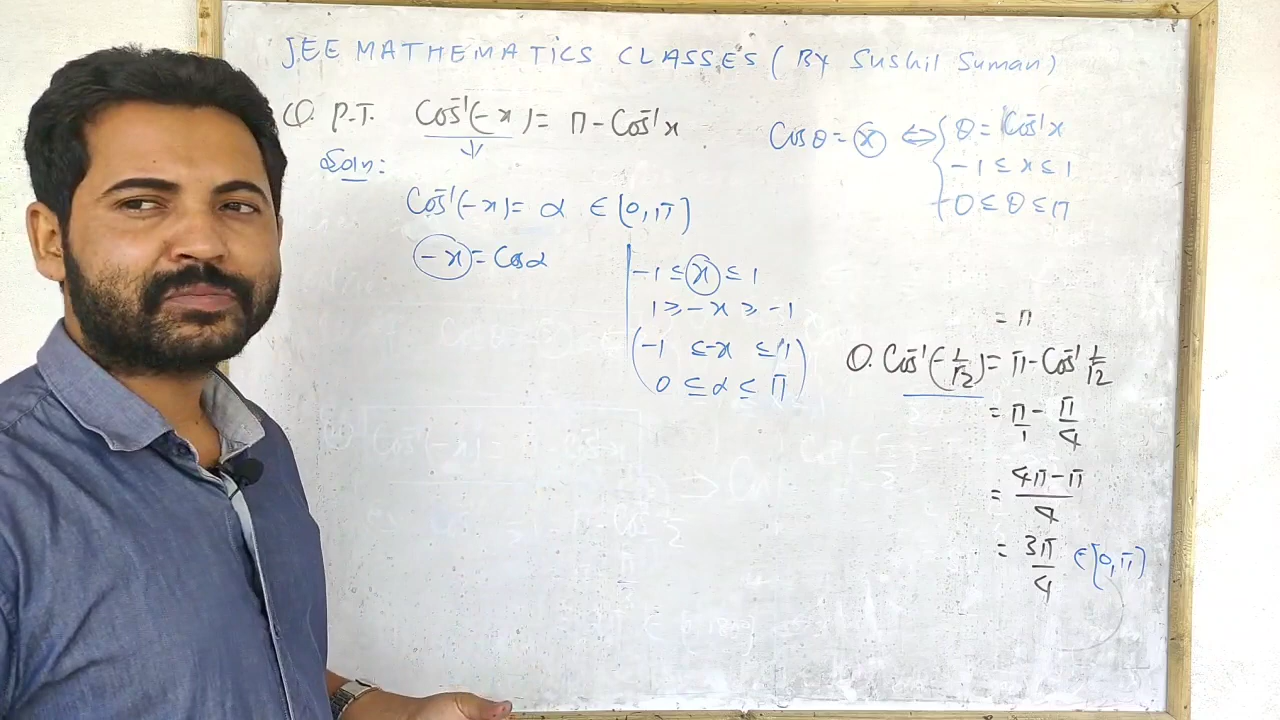 JEE MATHEMATICS CLASSES (By Sushil Suman)
Q. P.T. Cos⁻¹(-x) = π - Cos⁻¹x
Soln:
Cos⁻¹(-x) = α ∈ [0, π]
-x = Cosα
-1 ≤ x ≤ 1
1 ≥ -x ≥ -1
(-1 ≤ -x ≤ 1)
0 ≤ α ≤ π
Cosθ = x ⇔ { θ = Cos⁻¹x
-1 ≤ x ≤ 1
0 ≤ θ ≤ π
= π
Q. Cos⁻¹(-1/√2) = π - Cos⁻¹ 1/√2
= π/1 - π/4
= (4π - π)/4
= 3π/4 ∈ [0, π]